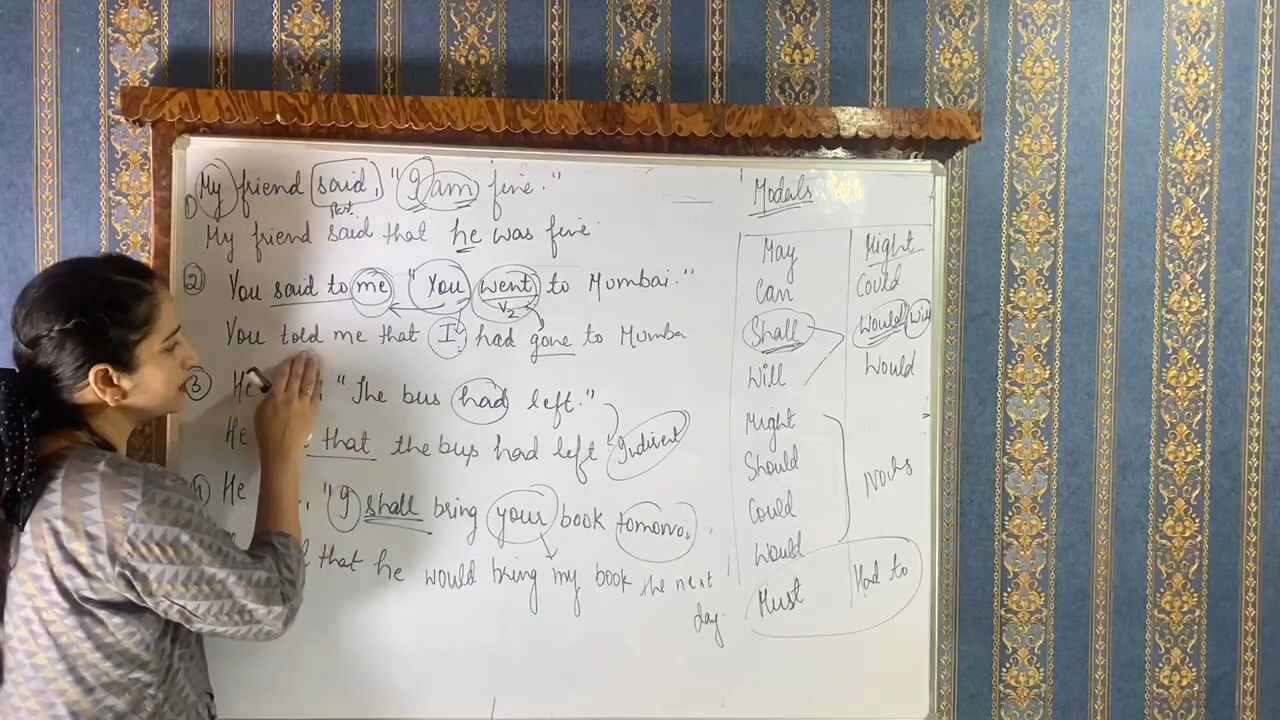 1) My friend said, "I am fine."
Past.
My friend said that he was fine
2 You said to me "You went to Mumbai."
V2
You told me that I had gone to Mumba
3 He "The bus had left."
He that the bus had left Indirect
4 He "I shall bring your book
that he would bring my book the next
day.
Modals
May Might
Can Could
Shall Would/will
Will Would
Might
Should
Could
Would
Must Had to